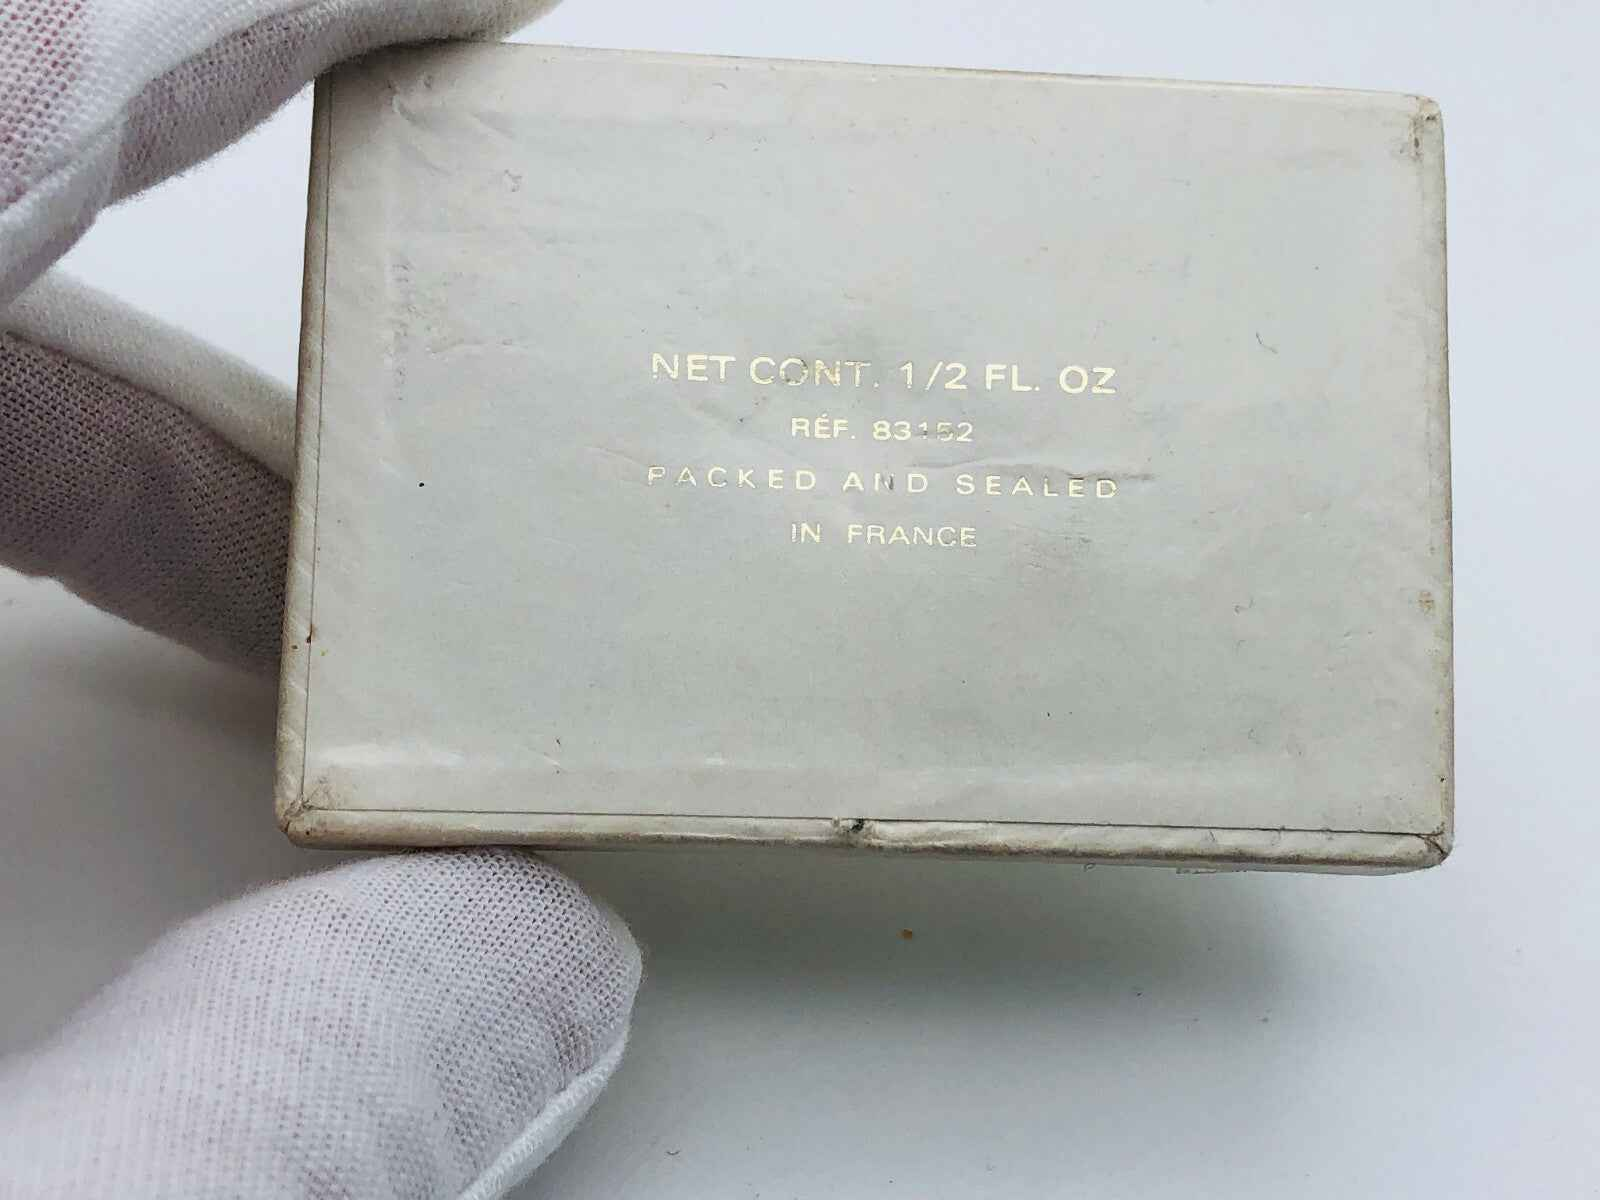 NET CONT. 1/2 FL. OZ
RÉF. 83152
PACKED AND SEALED
IN FRANCE